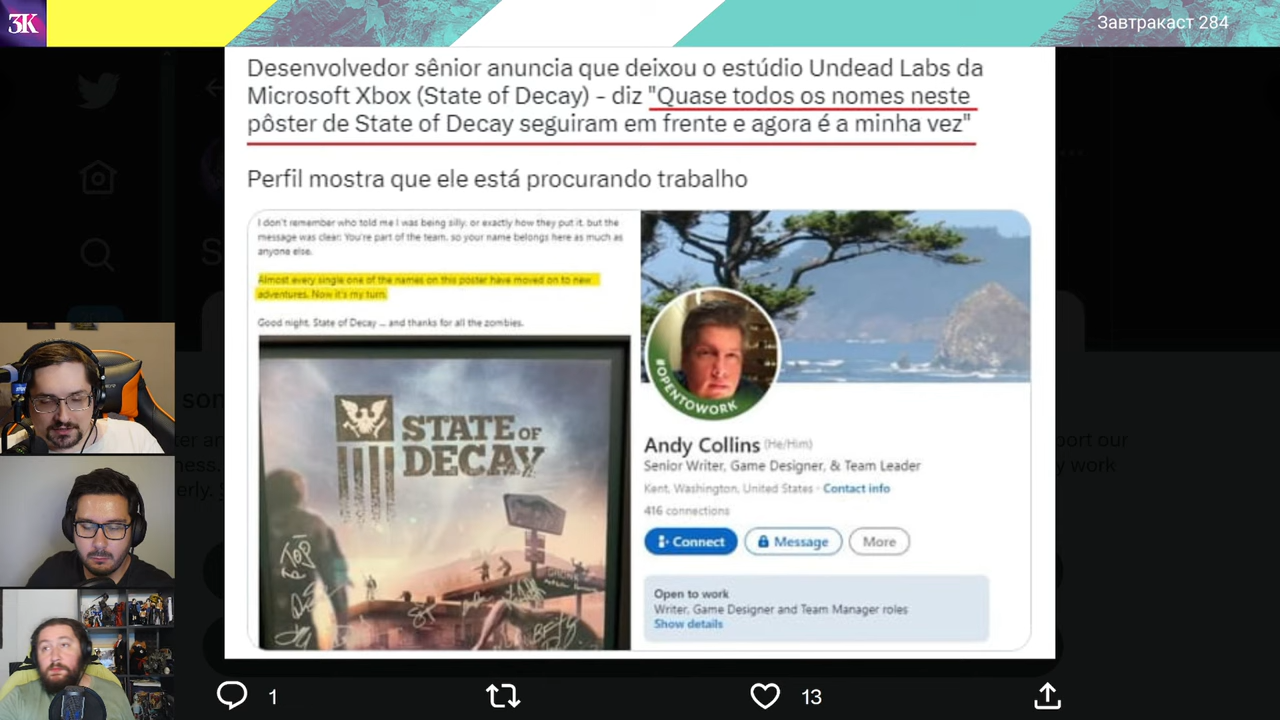 3K
Завтракаст 284
Desenvolvedor sênior anuncia que deixou o estúdio Undead Labs da
Microsoft Xbox (State of Decay) - diz "Quase todos os nomes neste
pôster de State of Decay seguiram em frente e agora é a minha vez"
Perfil mostra que ele está procurando trabalho
I don't remember who told me I was being silly, or exactly how they put it, but the
message was clear: You're part of the team, so your name belongs here as much as
anyone else.
Almost every single one of the names on this poster have moved on to new
adventures. Now it's my turn.
Good night, State of Decay ... and thanks for all the zombies.
STATE OF
DECAY
#OPENTOWORK
Andy Collins (He/Him)
Senior Writer, Game Designer, & Team Leader
Kent, Washington, United States · Contact info
416 connections
Connect
Message
More
Open to work
Writer, Game Designer and Team Manager roles
Show details
1
13